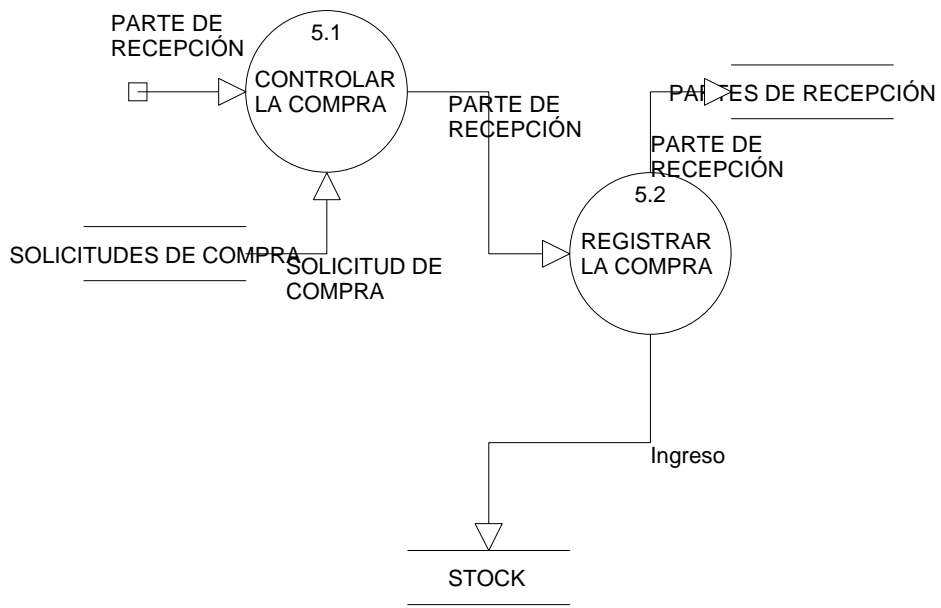 PARTE DE
RECEPCIÓN
5.1
CONTROLAR
LA COMPRA
PARTE DE
RECEPCIÓN
PARTES DE RECEPCIÓN
PARTE DE
RECEPCIÓN
5.2
REGISTRAR
LA COMPRA
SOLICITUDES DE COMPRA
SOLICITUD DE
COMPRA
Ingreso
STOCK